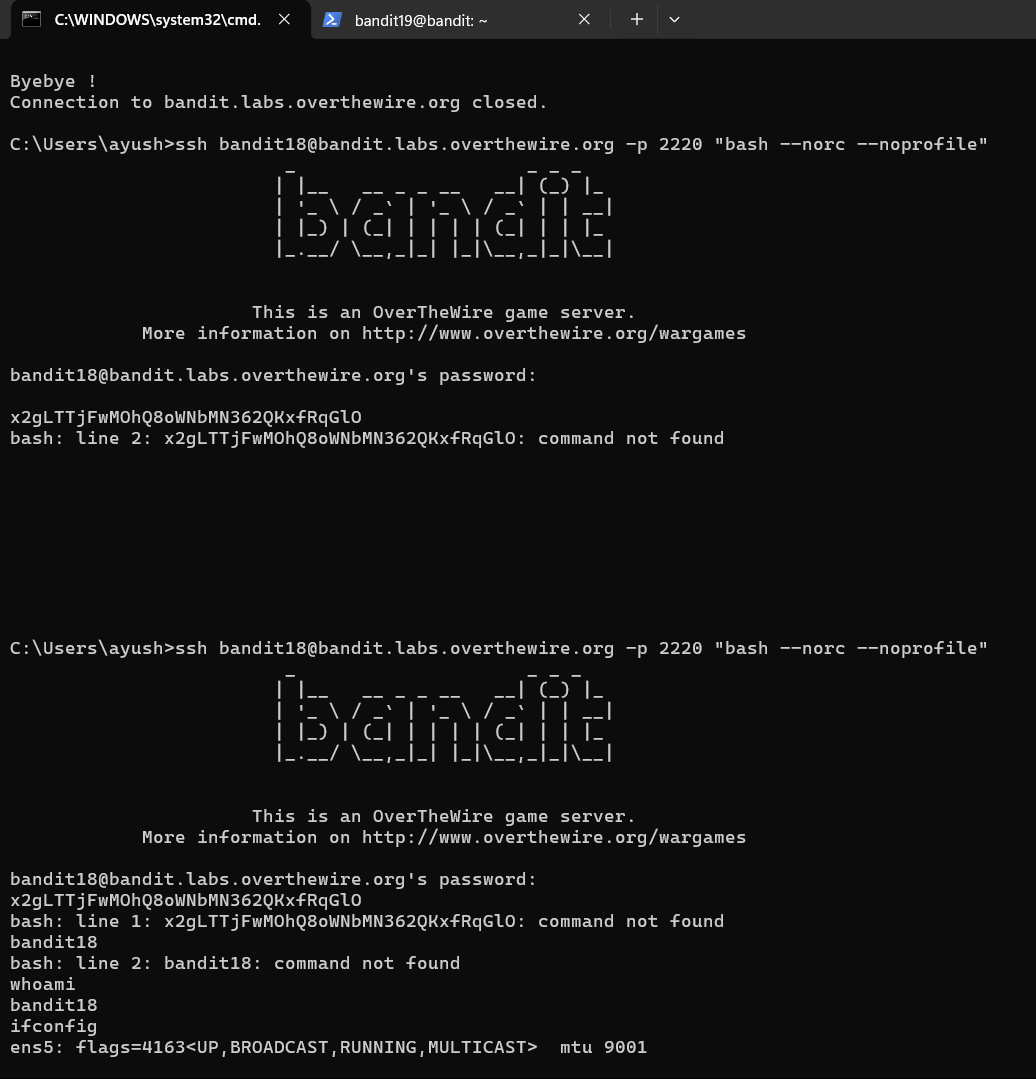 C:\WINDOWS\system32\cmd.
bandit19@bandit: ~
Byebye !
Connection to bandit.labs.overthewire.org closed.
C:\Users\ayush>ssh bandit18@bandit.labs.overthewire.org -p 2220 "bash --norc --noprofile"
bandit
This is an OverTheWire game server.
More information on http://www.overthewire.org/wargames
bandit18@bandit.labs.overthewire.org's password:
x2gLTTjFwMOhQ8oWNbMN362QKxfRqGlO
bash: line 2: x2gLTTjFwMOhQ8oWNbMN362QKxfRqGlO: command not found
C:\Users\ayush>ssh bandit18@bandit.labs.overthewire.org -p 2220 "bash --norc --noprofile"
bandit
This is an OverTheWire game server.
More information on http://www.overthewire.org/wargames
bandit18@bandit.labs.overthewire.org's password:
x2gLTTjFwMOhQ8oWNbMN362QKxfRqGlO
bash: line 1: x2gLTTjFwMOhQ8oWNbMN362QKxfRqGlO: command not found
bandit18
bash: line 2: bandit18: command not found
whoami
bandit18
ifconfig
ens5: flags=4163<UP,BROADCAST,RUNNING,MULTICAST>  mtu 9001